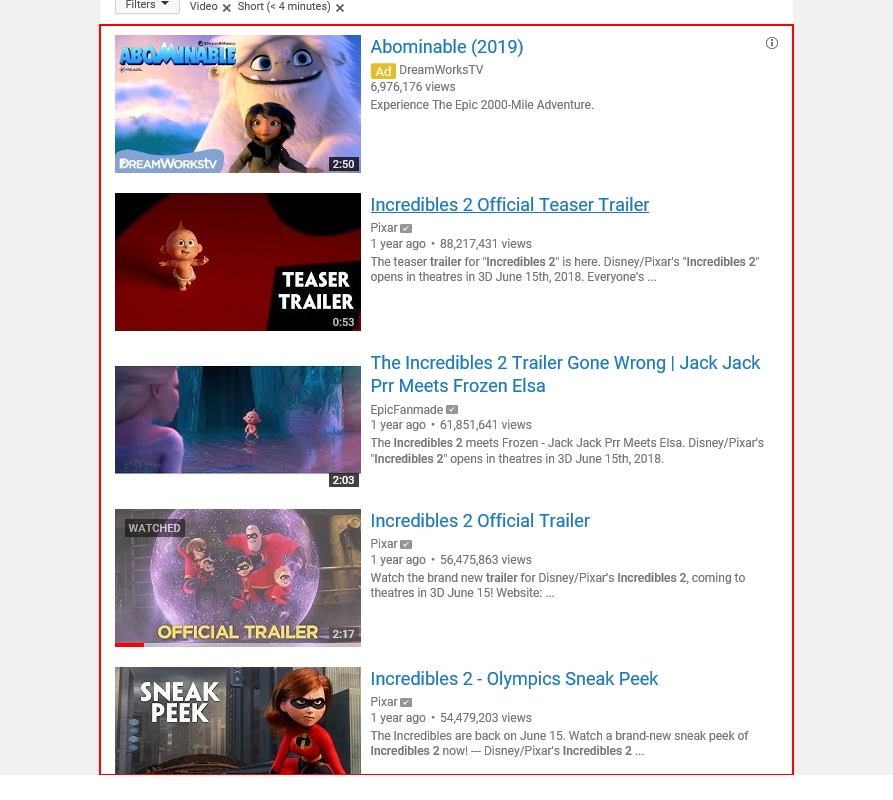 Filters
Video
Short (< 4 minutes)
ABOMINABLE
PEARL
DREAMWORKSTV
2:50
Abominable (2019)
Ad DreamWorksTV
6,976,176 views
Experience The Epic 2000-Mile Adventure.
TEASER
TRAILER
0:53
Incredibles 2 Official Teaser Trailer
Pixar
1 year ago • 88,217,431 views
The teaser trailer for "Incredibles 2" is here. Disney/Pixar's "Incredibles 2"
opens in theatres in 3D June 15th, 2018. Everyone's ...
2:03
The Incredibles 2 Trailer Gone Wrong | Jack Jack
Prr Meets Frozen Elsa
EpicFanmade
1 year ago • 61,851,641 views
The Incredibles 2 meets Frozen - Jack Jack Prr Meets Elsa. Disney/Pixar's
"Incredibles 2" opens in theatres in 3D June 15th, 2018.
WATCHED
OFFICIAL TRAILER
2:17
Incredibles 2 Official Trailer
Pixar
1 year ago • 56,475,863 views
Watch the brand new trailer for Disney/Pixar's Incredibles 2, coming to
theatres in 3D June 15! Website: ...
SNEAK
PEEK
Incredibles 2 - Olympics Sneak Peek
Pixar
1 year ago • 54,479,203 views
The Incredibles are back on June 15. Watch a brand-new sneak peek of
Incredibles 2 now! --- Disney/Pixar's Incredibles 2 ...